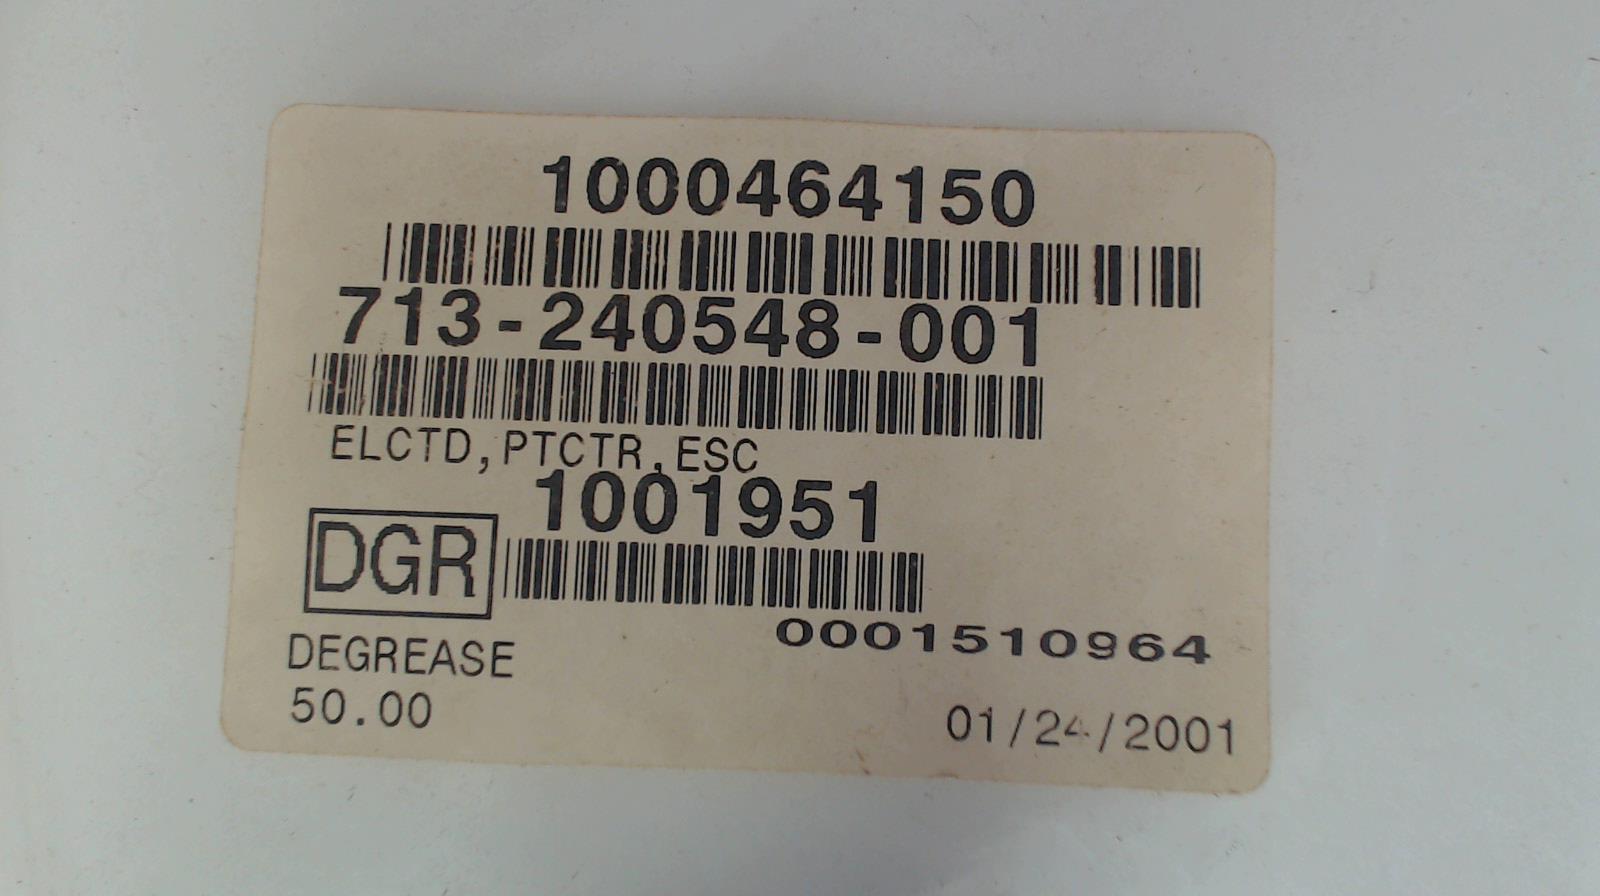 1000464150
713-240548-001
ELCTD,PTCTR,ESC
1001951
DGR
0001510964
DEGREASE
50.00
01/24/2001